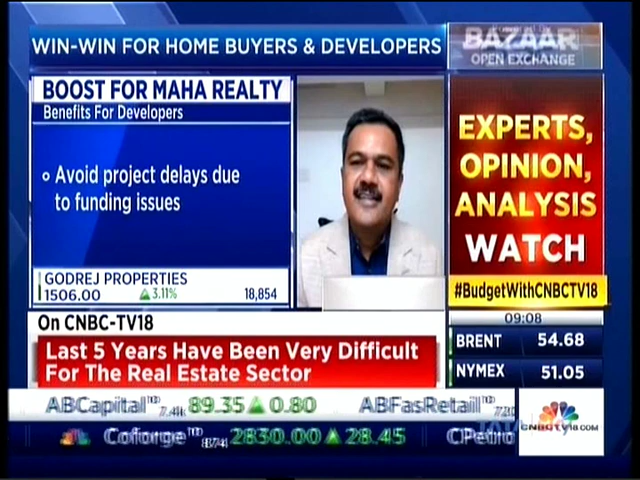 WIN-WIN FOR HOME BUYERS & DEVELOPERS
BAZAAR
OPEN EXCHANGE
BOOST FOR MAHA REALTY
Benefits For Developers
Avoid project delays due
to funding issues
GODREJ PROPERTIES
1506.00 3.11% 18,854
EXPERTS,
OPINION,
ANALYSIS
WATCH
#BudgetWithCNBCTV18
On CNBC-TV18
Last 5 Years Have Been Very Difficult
For The Real Estate Sector
09:08
BRENT 54.68
NYMEX 51.05
ABCapital 89.35 0.80 ABFasRetail
Coforge 2830.00 28.45
CNBCTV18.COM